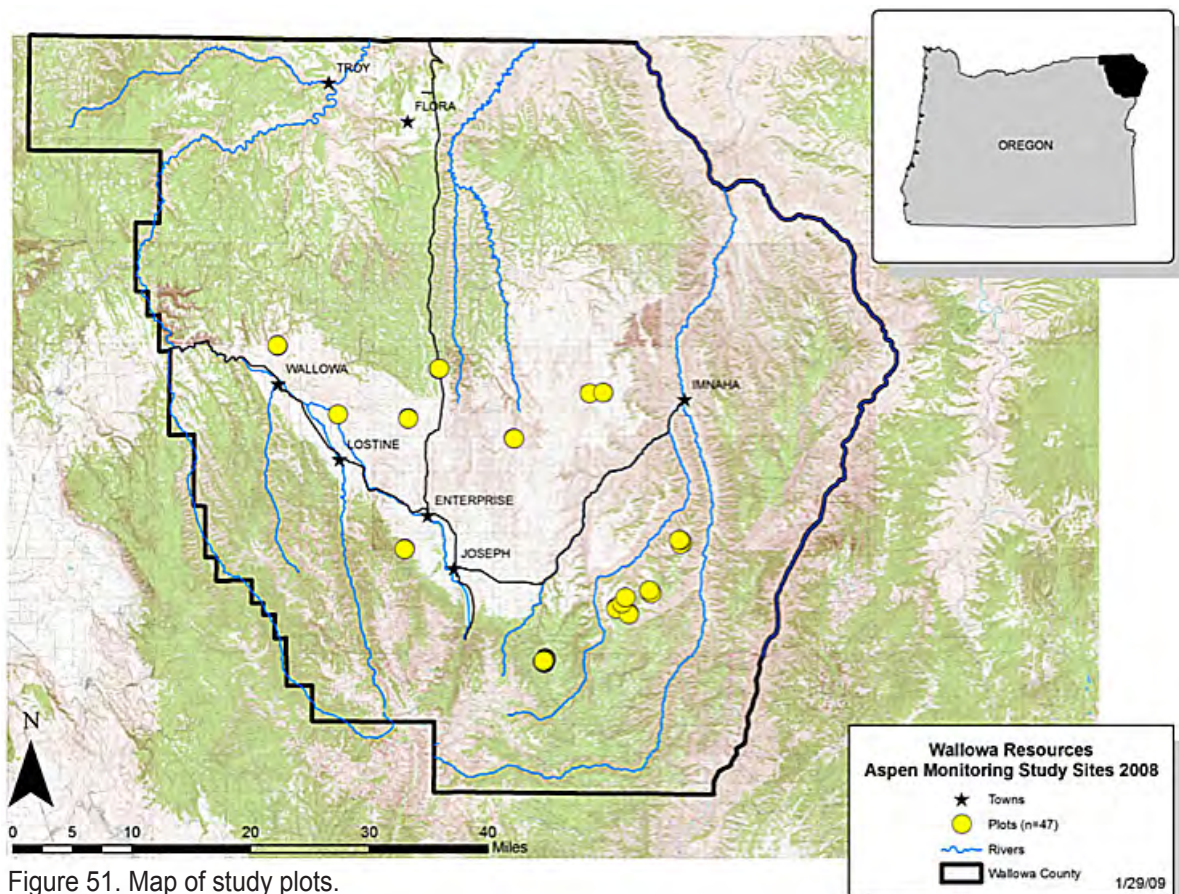 TROY
FLORA
OREGON
WALLOWA
IMNAHA
LOSTINE
ENTERPRISE
JOSEPH
N
0 5 10 20 30 40
Miles
Wallowa Resources
Aspen Monitoring Study Sites 2008
Towns
Plots (n=47)
Rivers
Wallowa County
1/29/09
Figure 51. Map of study plots.